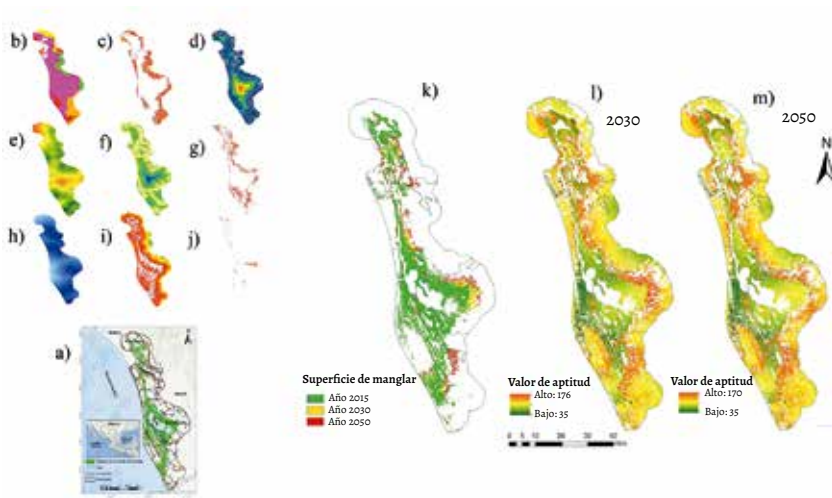 b)
c)
d)
e)
f)
g)
h)
i)
j)
a)
k)
l)
2030
m)
2050
N
Superficie de manglar
Año 2015
Año 2030
Año 2050
Valor de aptitud
Alto: 176
Bajo: 35
Valor de aptitud
Alto: 170
Bajo: 35